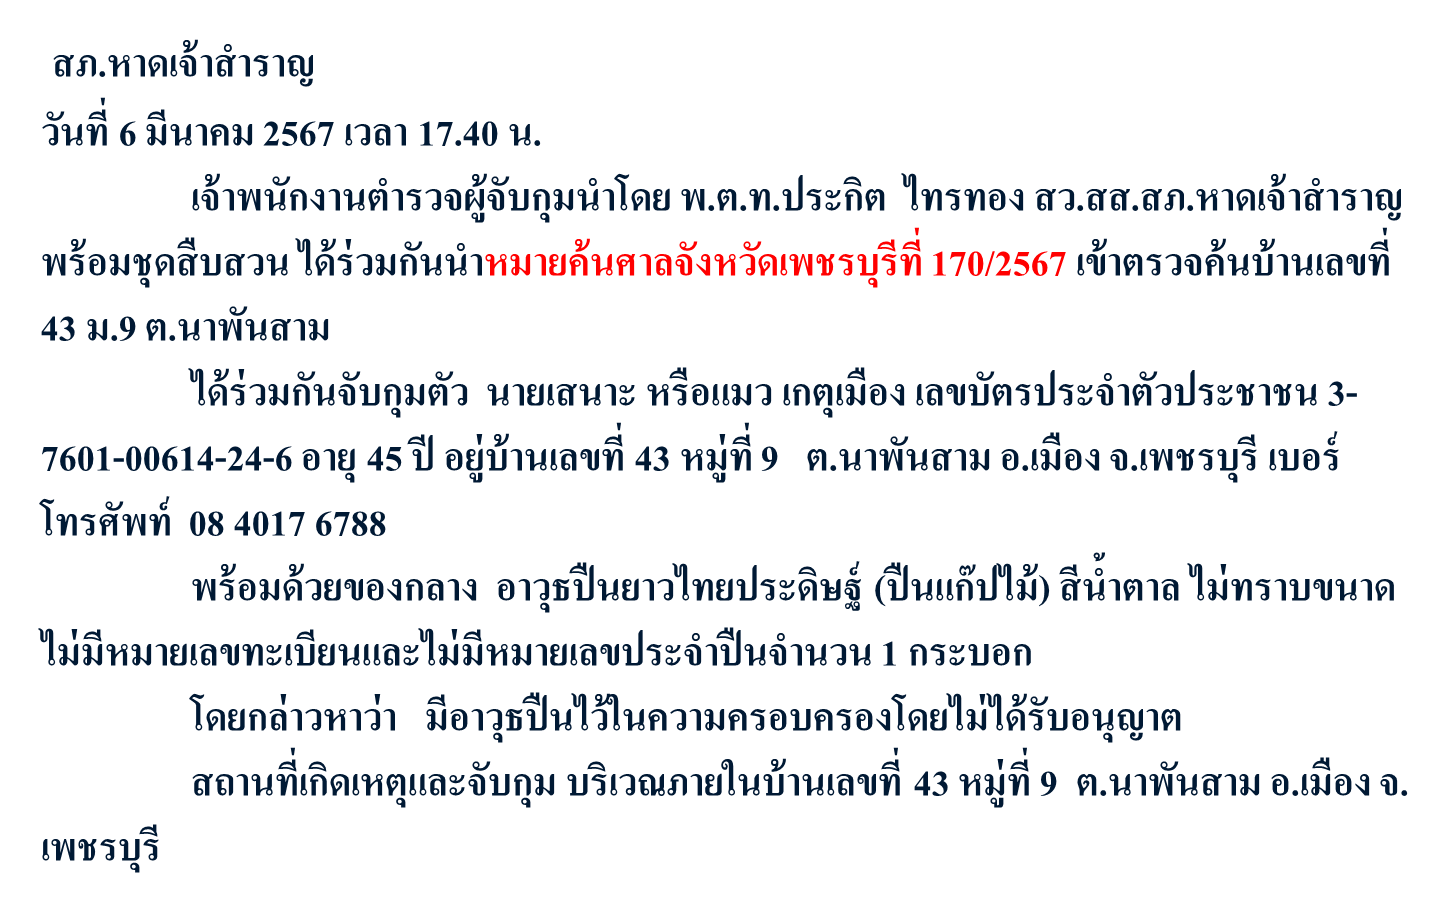 สภ.หาดเจ้าสำราญ
วันที่ 6 มีนาคม 2567 เวลา 17.40 น.
เจ้าพนักงานตำรวจผู้จับกุมนำโดย พ.ต.ท.ประกิต ไทรทอง สว.สส.สภ.หาดเจ้าสำราญ
พร้อมชุดสืบสวน ได้ร่วมกันนำหมายค้นศาลจังหวัดเพชรบุรีที่ 170/2567 เข้าตรวจค้นบ้านเลขที่
43 ม.9 ต.นาพันสาม
ได้ร่วมกันจับกุมตัว นายเสนาะ หรือแมว เกตุเมือง เลขบัตรประจำตัวประชาชน 3-
7601-00614-24-6 อายุ 45 ปี อยู่บ้านเลขที่ 43 หมู่ที่ 9 ต.นาพันสาม อ.เมือง จ.เพชรบุรี เบอร์
โทรศัพท์ 08 4017 6788
พร้อมด้วยของกลาง อาวุธปืนยาวไทยประดิษฐ์ (ปืนแก๊ปไม้) สีน้ำตาล ไม่ทราบขนาด
ไม่มีหมายเลขทะเบียนและไม่มีหมายเลขประจำปืนจำนวน 1 กระบอก
โดยกล่าวหาว่า มีอาวุธปืนไว้ในความครอบครองโดยไม่ได้รับอนุญาต
สถานที่เกิดเหตุและจับกุม บริเวณภายในบ้านเลขที่ 43 หมู่ที่ 9 ต.นาพันสาม อ.เมือง จ.
เพชรบุรี